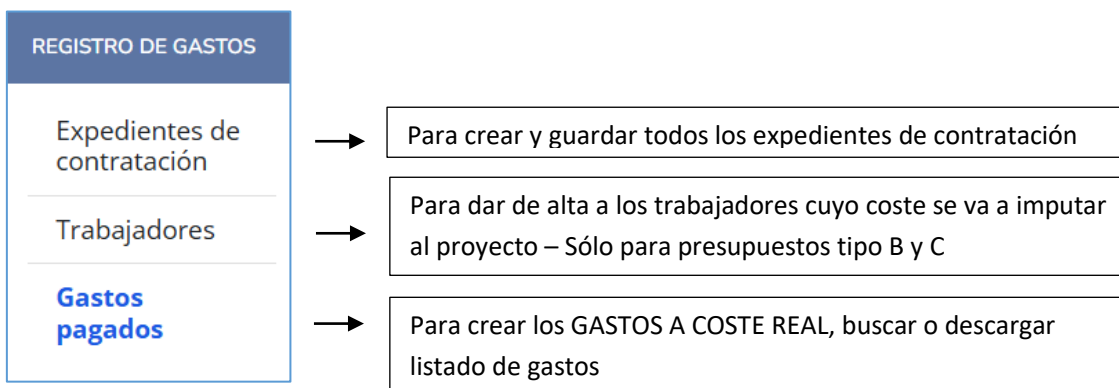 REGISTRO DE GASTOS
Expedientes de
contratación
Para crear y guardar todos los expedientes de contratación
Trabajadores
Para dar de alta a los trabajadores cuyo coste se va a imputar
al proyecto – Sólo para presupuestos tipo B y C
Gastos
pagados
Para crear los GASTOS A COSTE REAL, buscar o descargar
listado de gastos